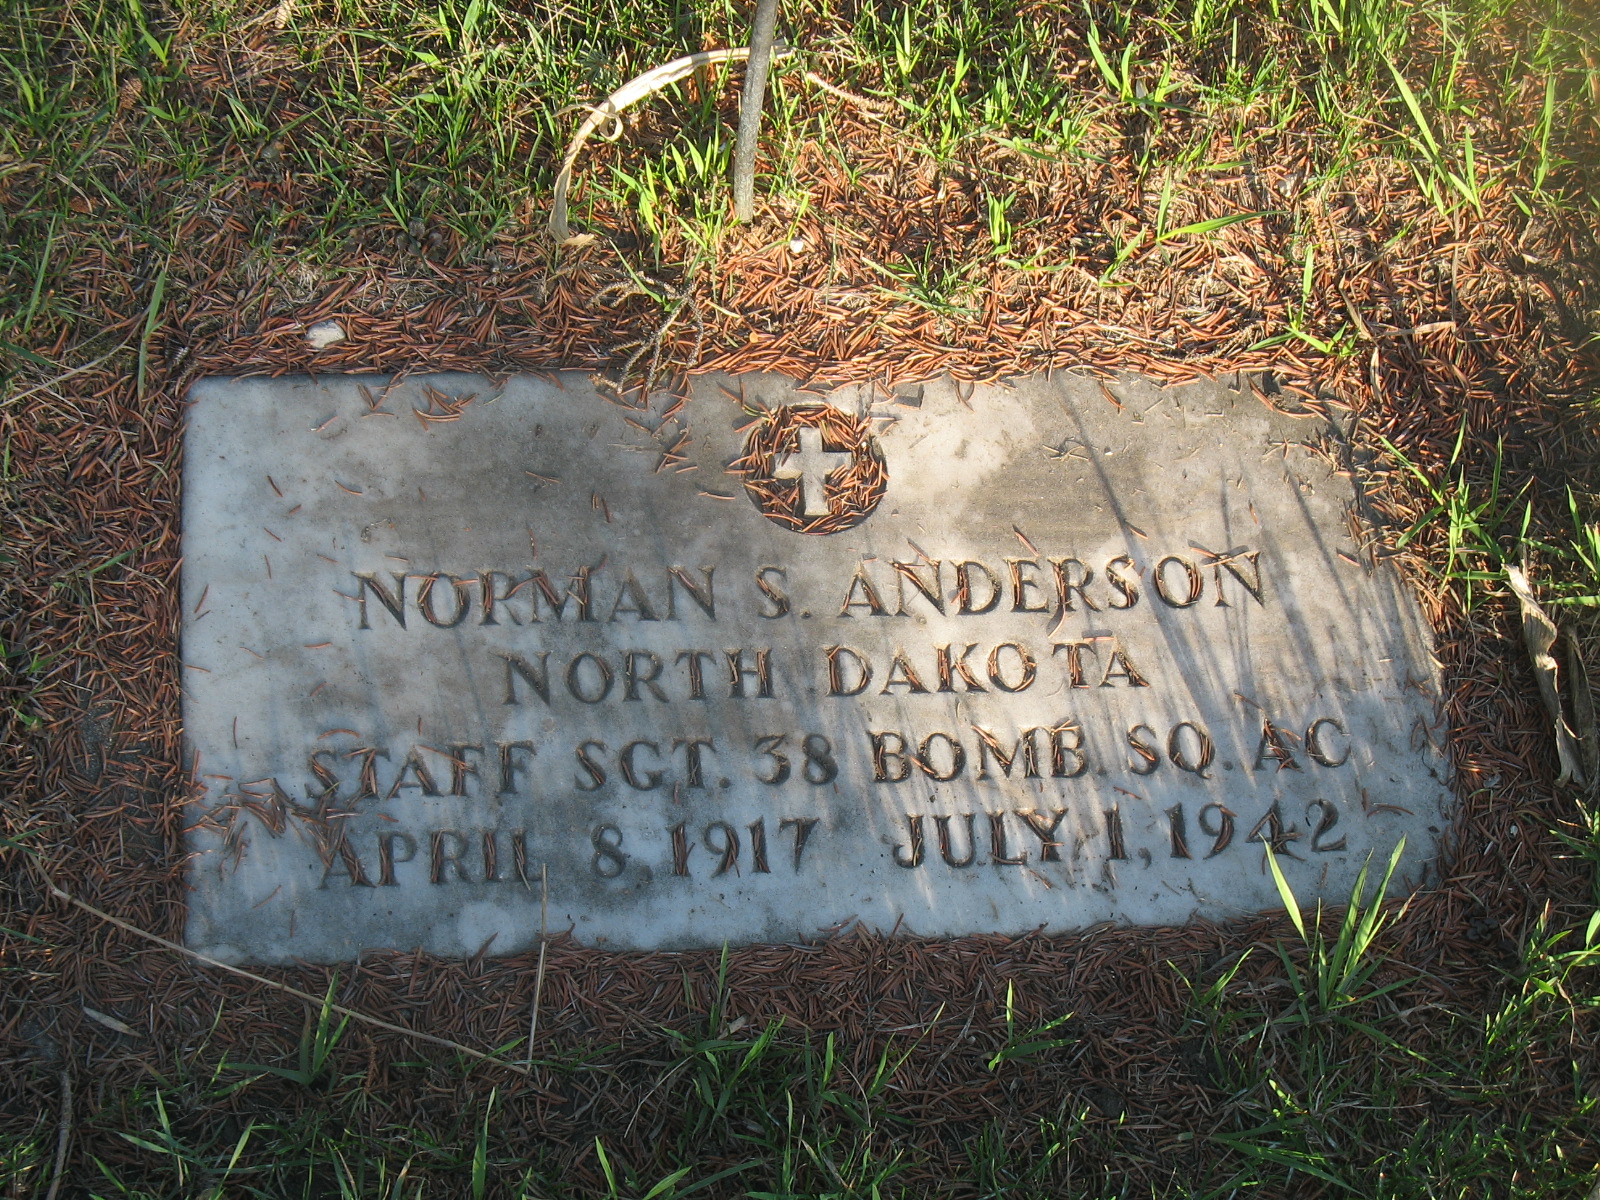 NORMAN S. ANDERSON
NORTH DAKOTA
STAFF SGT. 38 BOMB. SQ. AC
APRIL 8, 1917 JULY 1, 1942